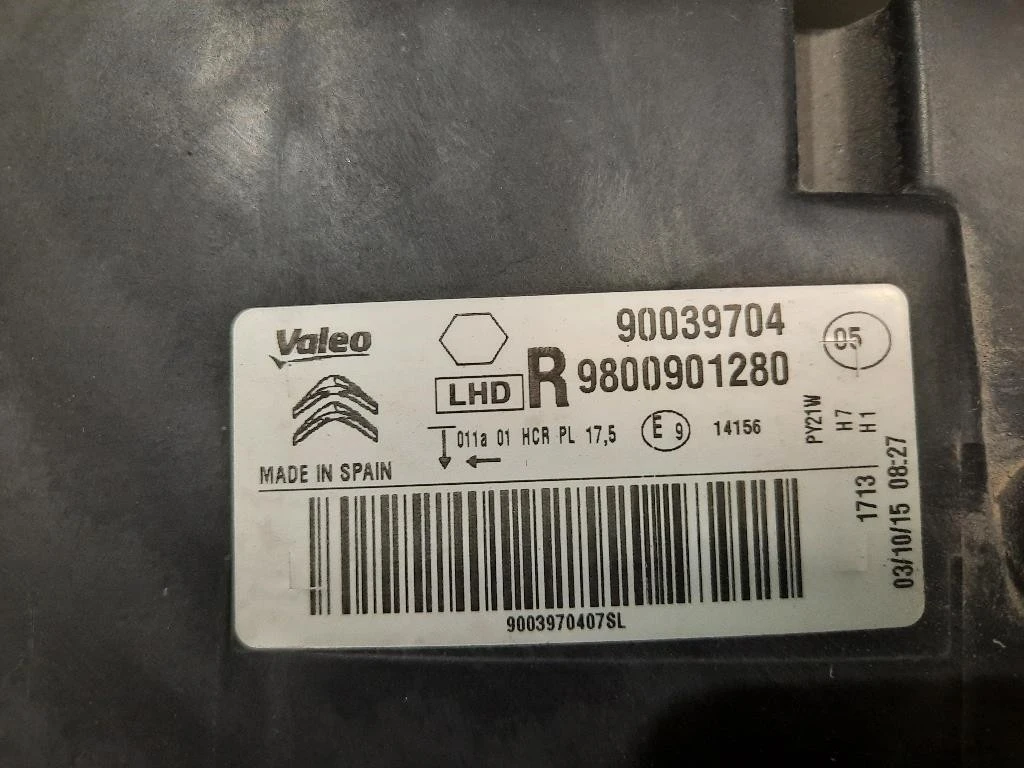 Valeo
90039704
05
LHD
R 9800901280
011a 01 HCR PL 17,5
E 9
14156
PY21W
H7
H1
MADE IN SPAIN
1713
03/10/15 08:27
9003970407SL